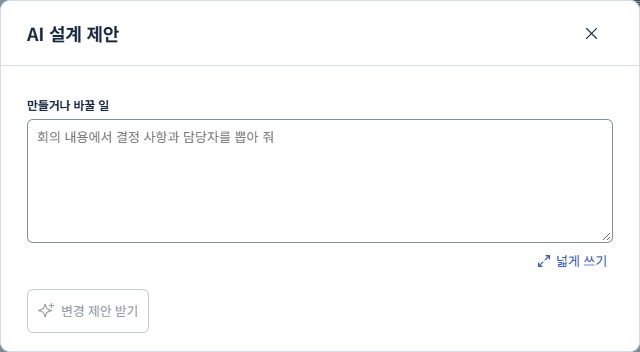 AI 설계 제안
만들거나 바꿀 일
회의 내용에서 결정 사항과 담당자를 뽑아 줘
넓게 쓰기
변경 제안 받기